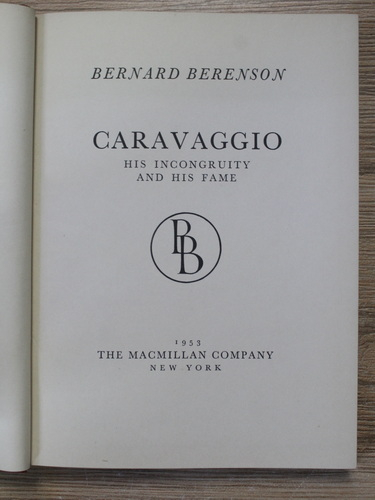 BERNARD BERENSON
CARAVAGGIO
HIS INCONGRUITY
AND HIS FAME
BB
1953
THE MACMILLAN COMPANY
NEW YORK